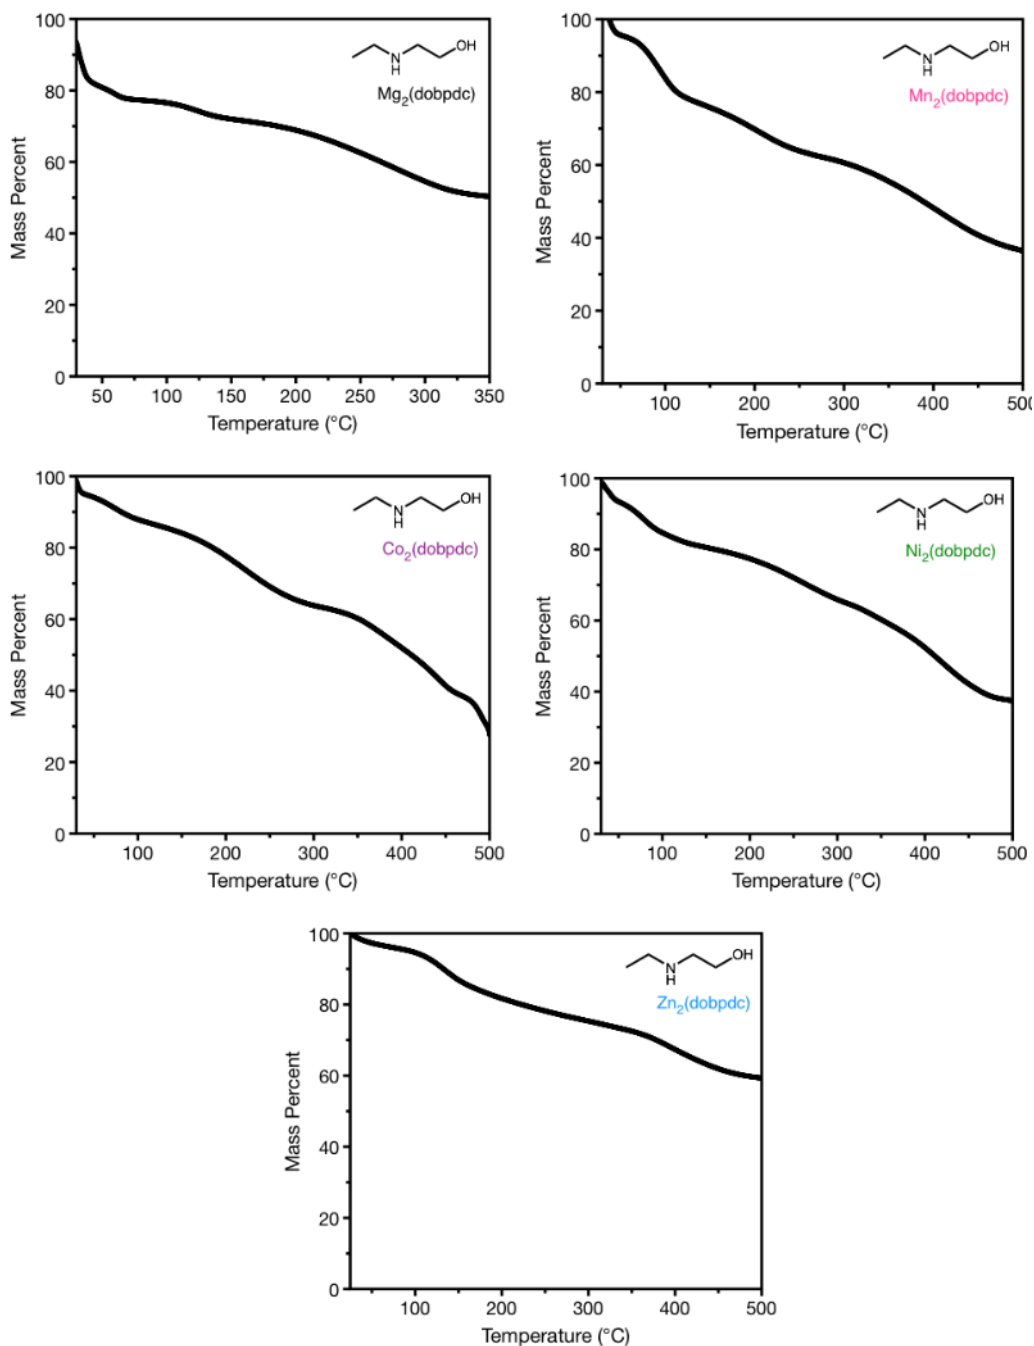 100
80
60
40
20
0
Mass Percent
OH
N
H
Mg2(dobpdc)
50 100 150 200 250 300 350
Temperature (°C)
100
80
60
40
20
0
Mass Percent
OH
N
H
Mn2(dobpdc)
100 200 300 400 500
Temperature (°C)
100
80
60
40
20
0
Mass Percent
OH
N
H
Co2(dobpdc)
100 200 300 400 500
Temperature (°C)
100
80
60
40
20
0
Mass Percent
OH
N
H
Ni2(dobpdc)
100 200 300 400 500
Temperature (°C)
100
80
60
40
20
0
Mass Percent
OH
N
H
Zn2(dobpdc)
100 200 300 400 500
Temperature (°C)